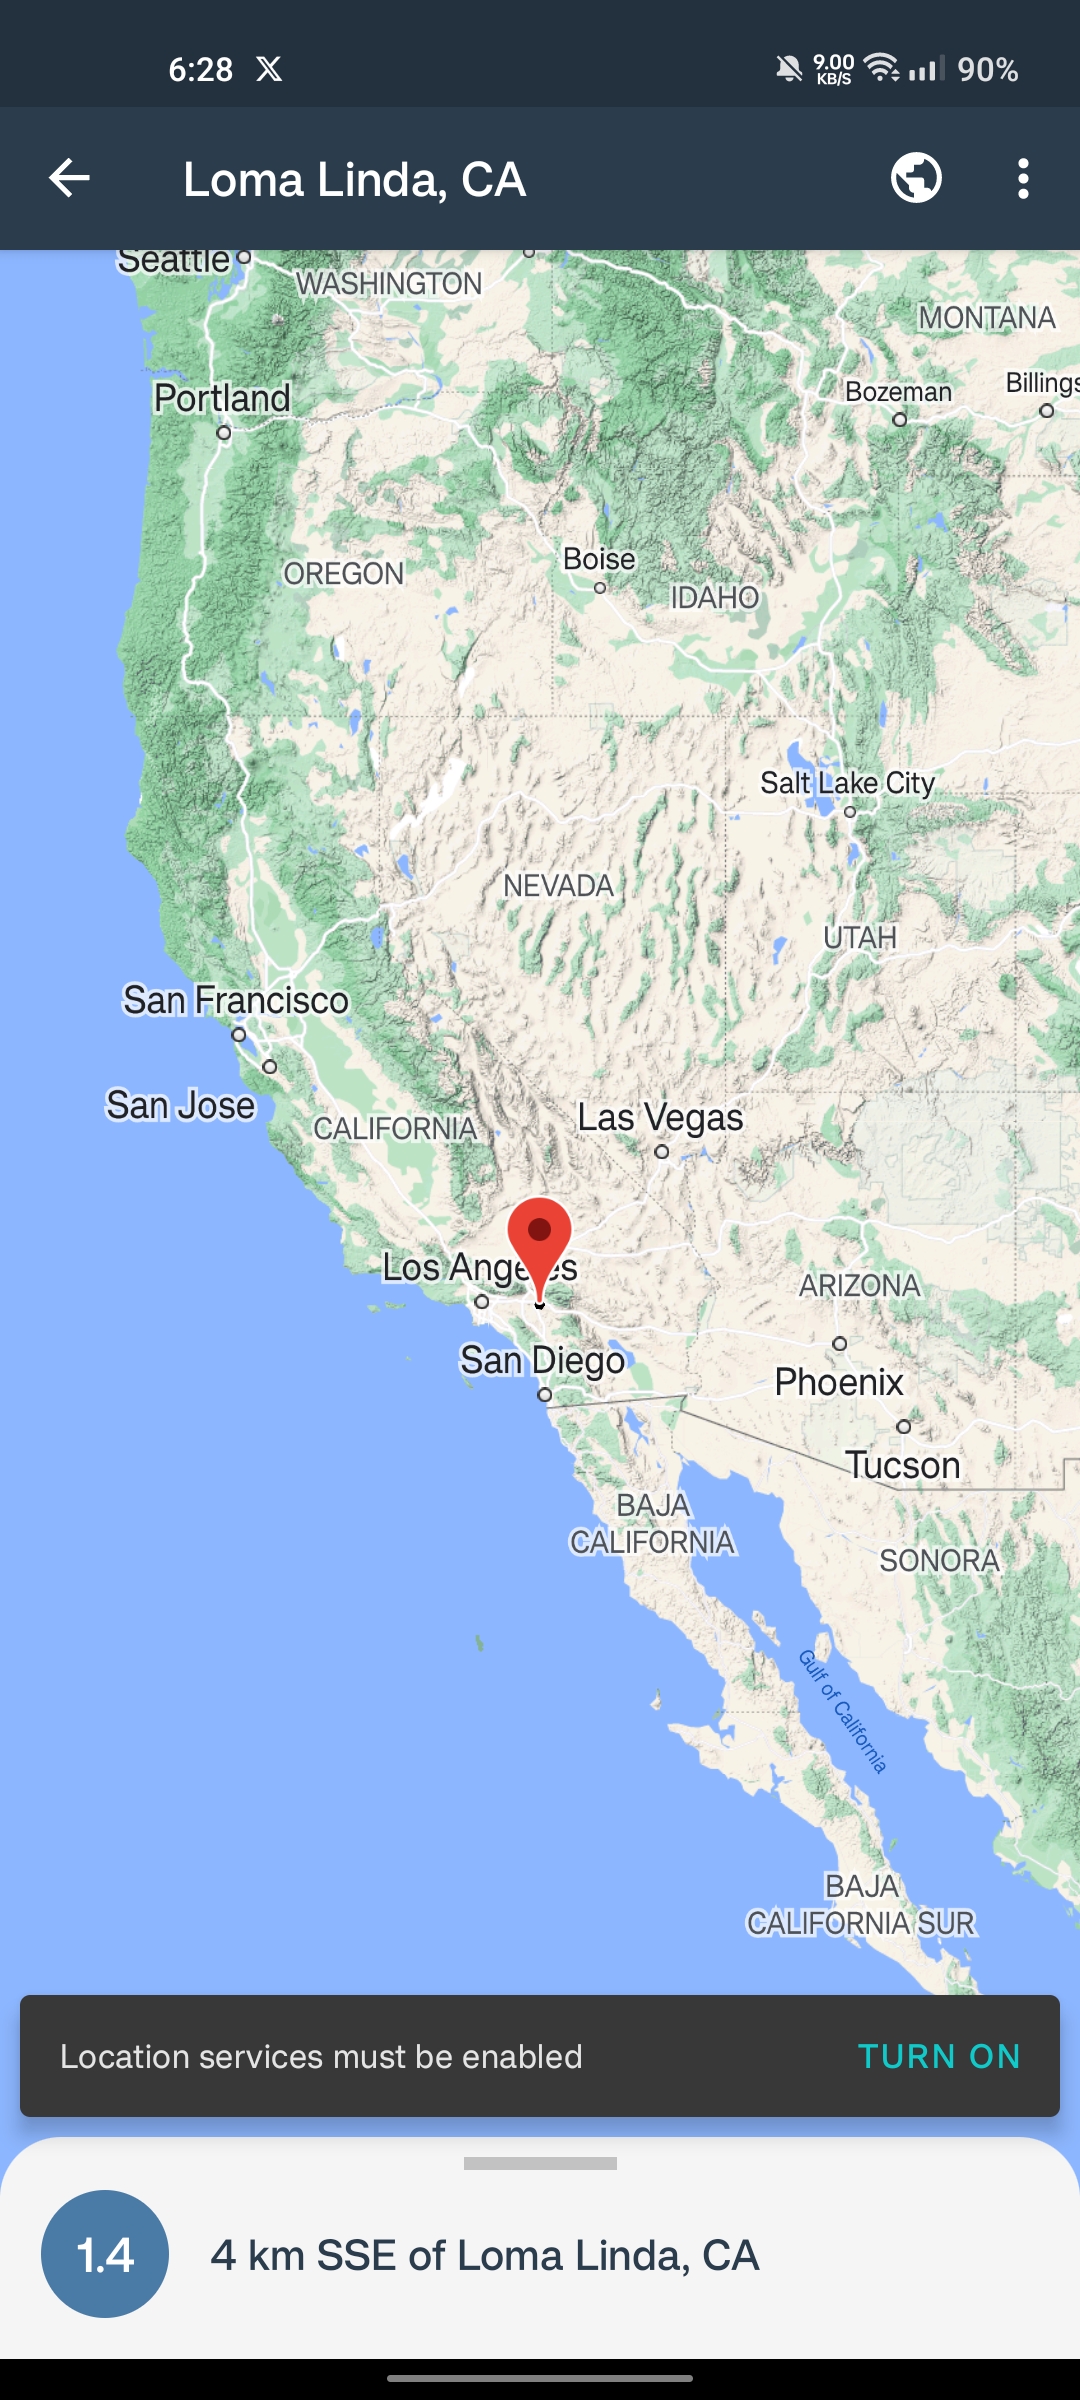 6:28
9.00
KB/S
90%
Loma Linda, CA
Seattle
WASHINGTON
MONTANA
Portland
Bozeman
Billings
Boise
OREGON
IDAHO
Salt Lake City
NEVADA
UTAH
San Francisco
San Jose
CALIFORNIA
Las Vegas
Los Angeles
ARIZONA
San Diego
Phoenix
Tucson
BAJA
CALIFORNIA
SONORA
Gulf of California
BAJA
CALIFORNIA SUR
Location services must be enabled
TURN ON
1.4
4 km SSE of Loma Linda, CA